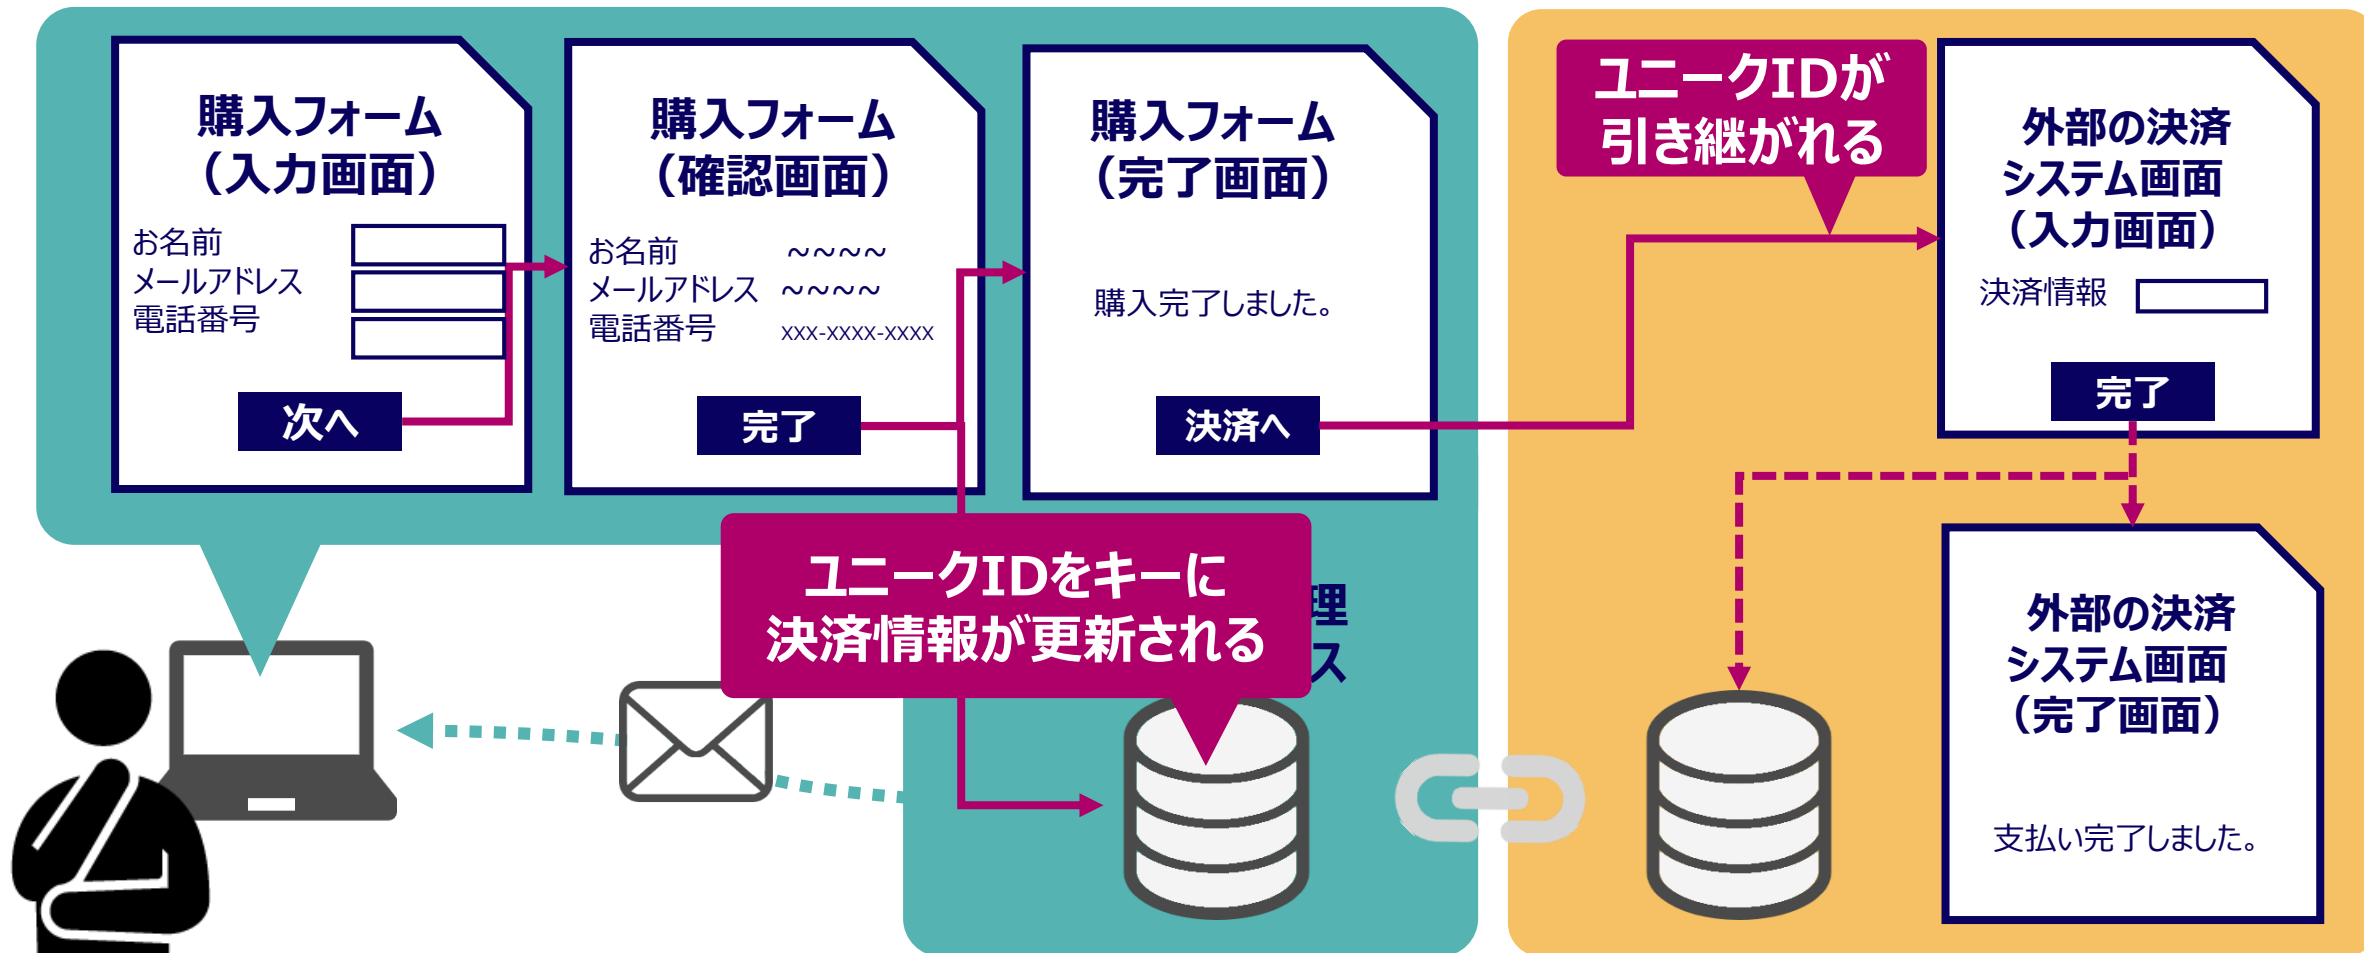 購入フォーム
（入力画面）
お名前
メールアドレス
電話番号
次へ
購入フォーム
（確認画面）
お名前 ~~~~
メールアドレス ~~~~
電話番号 xxx-xxxx-xxxx
完了
購入フォーム
（完了画面）
購入完了しました。
決済へ
ユニークIDが
引き継がれる
外部の決済
システム画面
（入力画面）
決済情報
完了
ユニークIDをキーに
決済情報が更新される
理
ス
外部の決済
システム画面
（完了画面）
支払い完了しました。